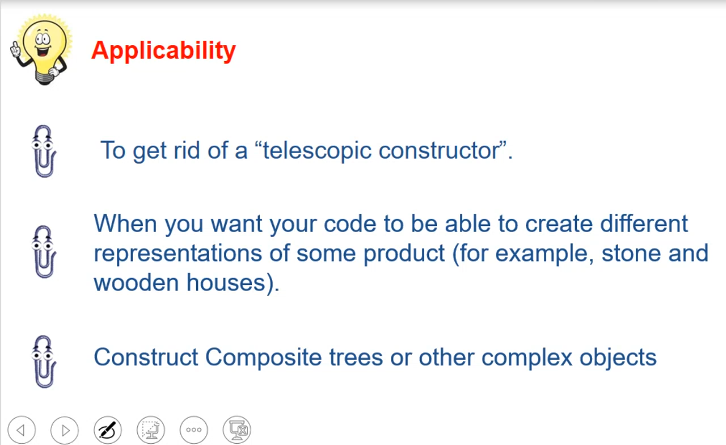 Applicability
To get rid of a “telescopic constructor”.
When you want your code to be able to create different
representations of some product (for example, stone and
wooden houses).
Construct Composite trees or other complex objects